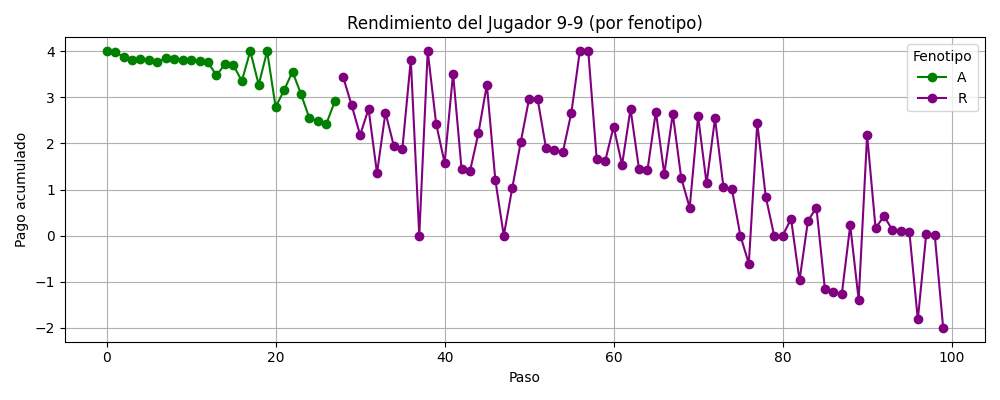 Rendimiento del Jugador 9-9 (por fenotipo)
Pago acumulado
4
3
2
1
0
−1
−2
Fenotipo
A
R
0
20
40
60
80
100
Paso